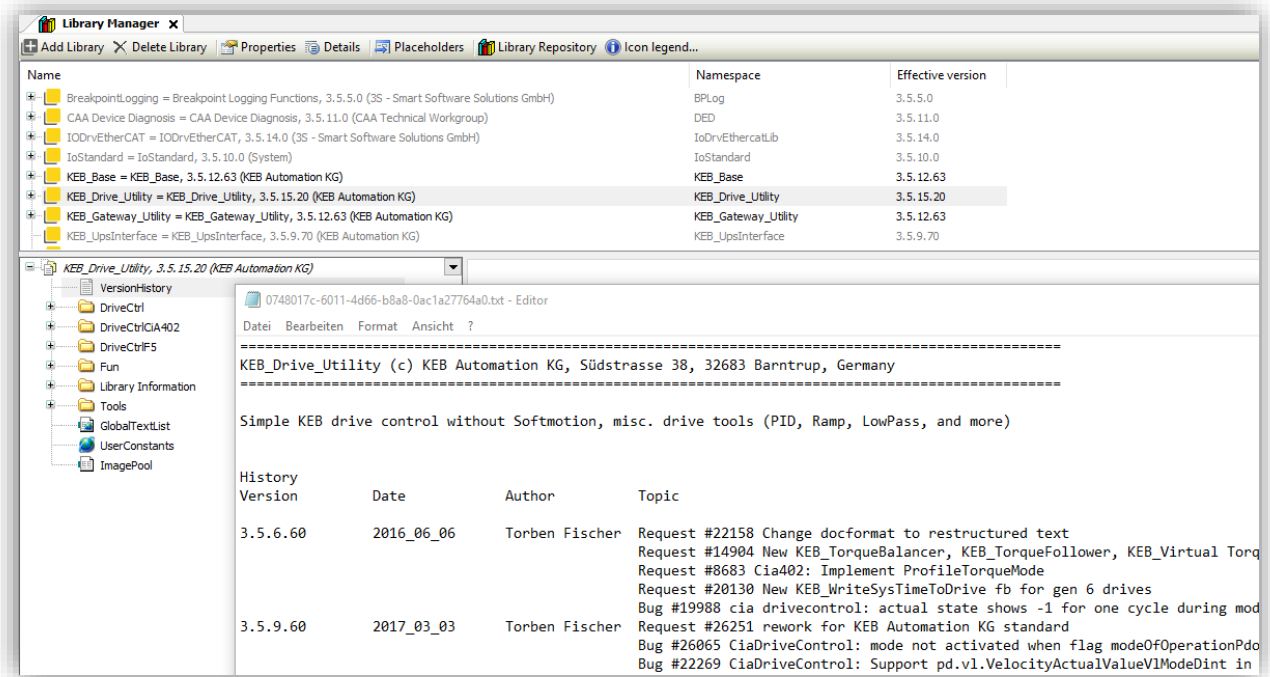 Library Manager x
Add Library Delete Library Properties Details Placeholders Library Repository Icon legend...
Name Namespace Effective version
BreakpointLogging = Breakpoint Logging Functions, 3.5.5.0 (3S - Smart Software Solutions GmbH) BPLog 3.5.5.0
CAA Device Diagnosis = CAA Device Diagnosis, 3.5.11.0 (CAA Technical Workgroup) DED 3.5.11.0
IODrvEtherCAT = IODrvEtherCAT, 3.5.14.0 (3S - Smart Software Solutions GmbH) IoDrvEthercatLib 3.5.14.0
IoStandard = IoStandard, 3.5.10.0 (System) IoStandard 3.5.10.0
KEB_Base = KEB_Base, 3.5.12.63 (KEB Automation KG) KEB_Base 3.5.12.63
KEB_Drive_Utility = KEB_Drive_Utility, 3.5.15.20 (KEB Automation KG) KEB_Drive_Utility 3.5.15.20
KEB_Gateway_Utility = KEB_Gateway_Utility, 3.5.12.63 (KEB Automation KG) KEB_Gateway_Utility 3.5.12.63
KEB_UpsInterface = KEB_UpsInterface, 3.5.9.70 (KEB Automation KG) KEB_UpsInterface 3.5.9.70
KEB_Drive_Utility, 3.5.15.20 (KEB Automation KG)
VersionHistory
DriveCtrl
DriveCtrlCiA402
DriveCtrlF5
Fun
Library Information
Tools
GlobalTextList
UserConstants
ImagePool
0748017c-6011-4d66-b8a8-0ac1a27764a0.txt - Editor
Datei Bearbeiten Format Ansicht ?
KEB_Drive_Utility (c) KEB Automation KG, Südstrasse 38, 32683 Barntrup, Germany
Simple KEB drive control without Softmotion, misc. drive tools (PID, Ramp, LowPass, and more)
History
Version Date Author Topic
3.5.6.60 2016_06_06 Torben Fischer Request #22158 Change docformat to restructured text
Request #14904 New KEB_TorqueBalancer, KEB_TorqueFollower, KEB_Virtual Torq
Request #8683 Cia402: Implement ProfileTorqueMode
Request #20130 New KEB_WriteSysTimeToDrive fb for gen 6 drives
Bug #19988 cia drivecontrol: actual state shows -1 for one cycle during mod
3.5.9.60 2017_03_03 Torben Fischer Request #26251 rework for KEB Automation KG standard
Bug #26065 CiaDriveControl: mode not activated when flag modeOfOperationPdo
Bug #22269 CiaDriveControl: Support pd.vl.VelocityActualValueVlModeDint in